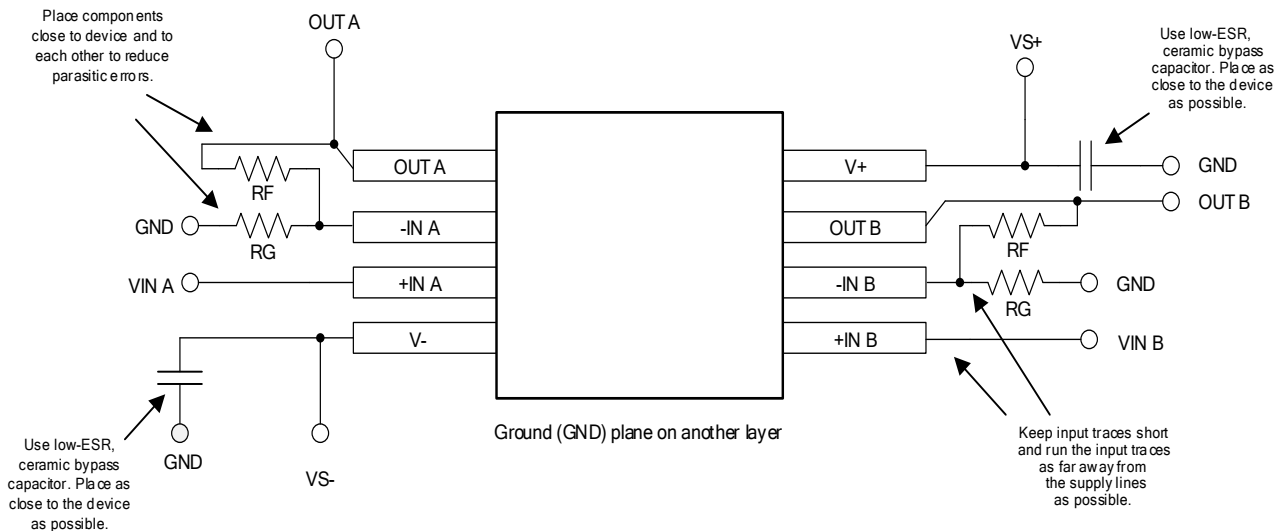 Place components
close to device and to
each other to reduce
parasitic errors.
OUT A
VS+
Use low-ESR,
ceramic bypass
capacitor. Place as
close to the device
as possible.
OUT A
V+
GND
RF
OUT B
GND
-IN A
OUT B
RG
RF
VIN A
+IN A
-IN B
GND
RG
V-
+IN B
VIN B
Ground (GND) plane on another layer
Use low-ESR,
ceramic bypass
capacitor. Place as
close to the device
as possible.
GND
VS-
Keep input traces short
and run the input traces
as far away from
the supply lines
as possible.